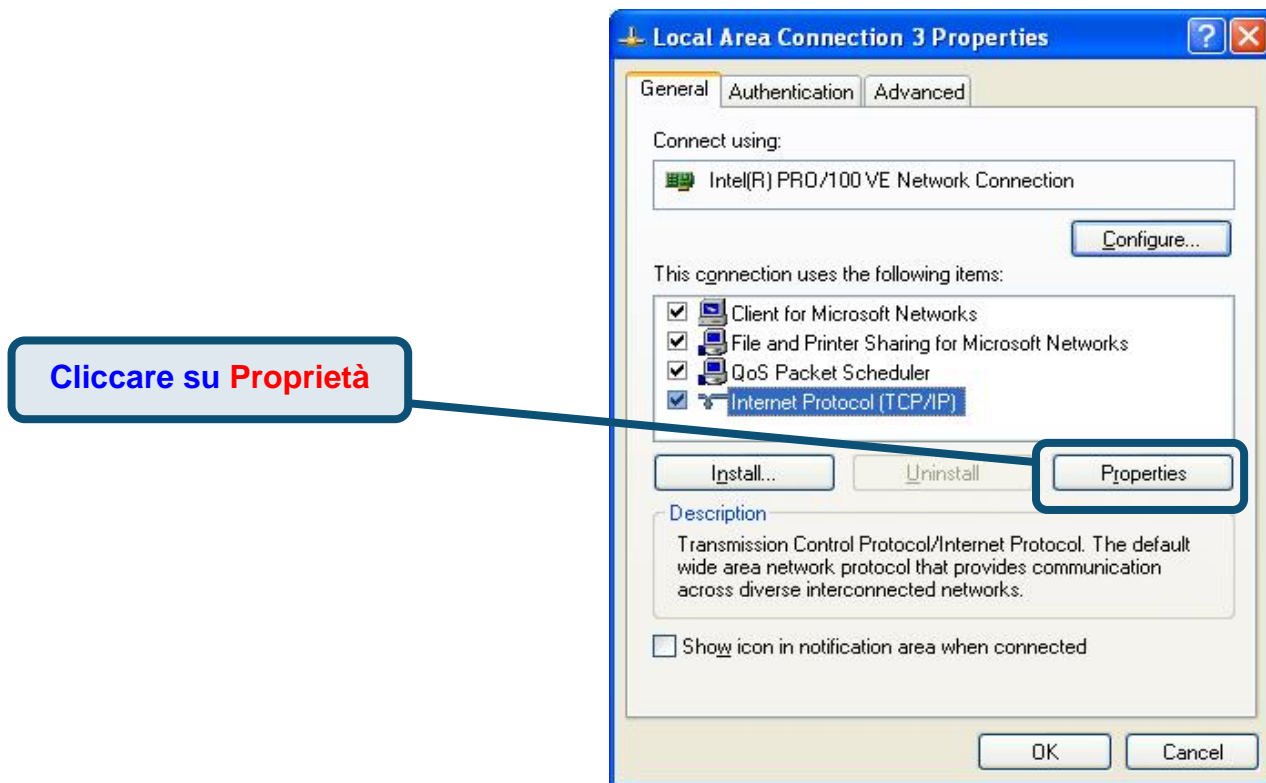 Local Area Connection 3 Properties
General Authentication Advanced
Connect using:
Intel(R) PRO/100 VE Network Connection
Configure...
This connection uses the following items:
Client for Microsoft Networks
File and Printer Sharing for Microsoft Networks
QoS Packet Scheduler
Internet Protocol (TCP/IP)
Cliccare su Proprietà
Install... Uninstall Properties
Description
Transmission Control Protocol/Internet Protocol. The default
wide area network protocol that provides communication
across diverse interconnected networks.
Show icon in notification area when connected
OK Cancel